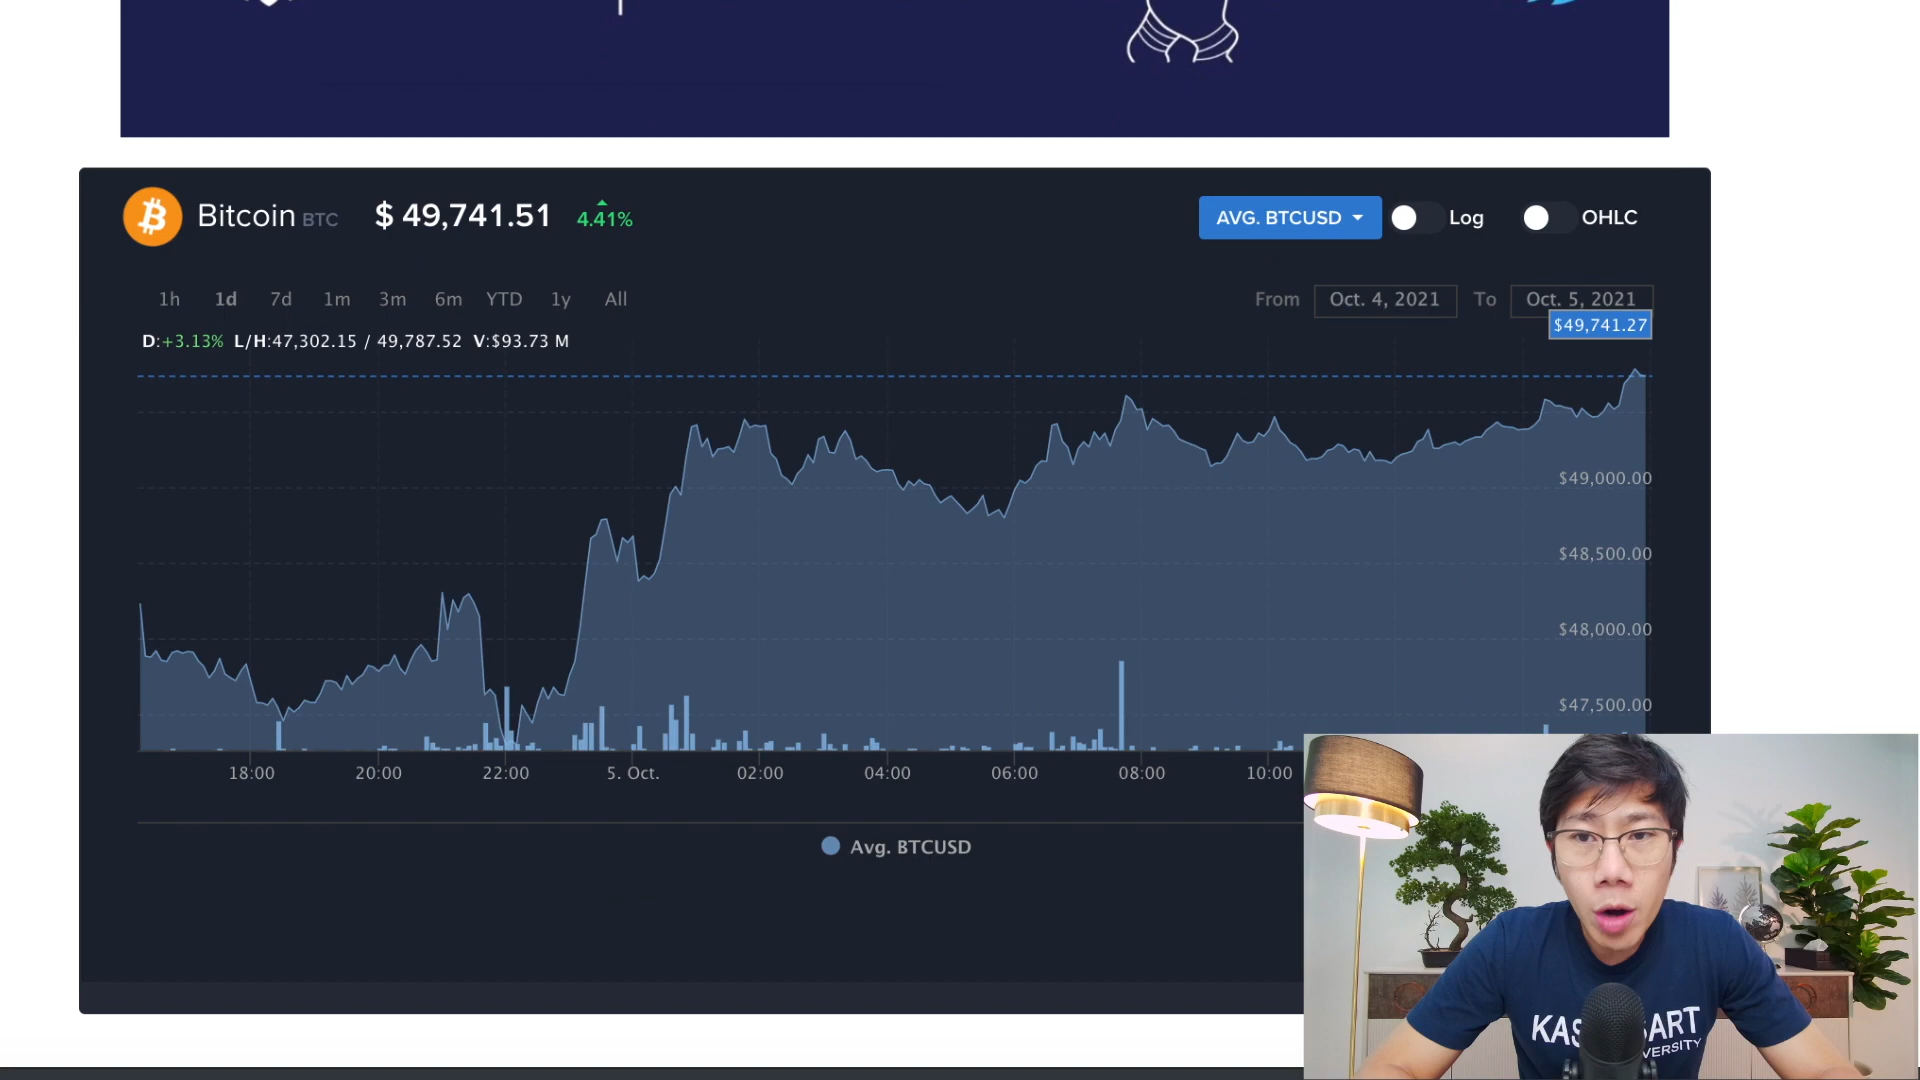 Bitcoin BTC $ 49,741.51 4.41%
AVG. BTCUSD Log OHLC
1h 1d 7d 1m 3m 6m YTD 1y All
From Oct. 4, 2021 To Oct. 5, 2021
$49,741.27
D:+3.13% L/H:47,302.15 / 49,787.52 V:$93.73 M
$49,000.00
$48,500.00
$48,000.00
$47,500.00
18:00 20:00 22:00 5. Oct. 02:00 04:00 06:00 08:00 10:00
Avg. BTCUSD
KAS ART
VERSITY